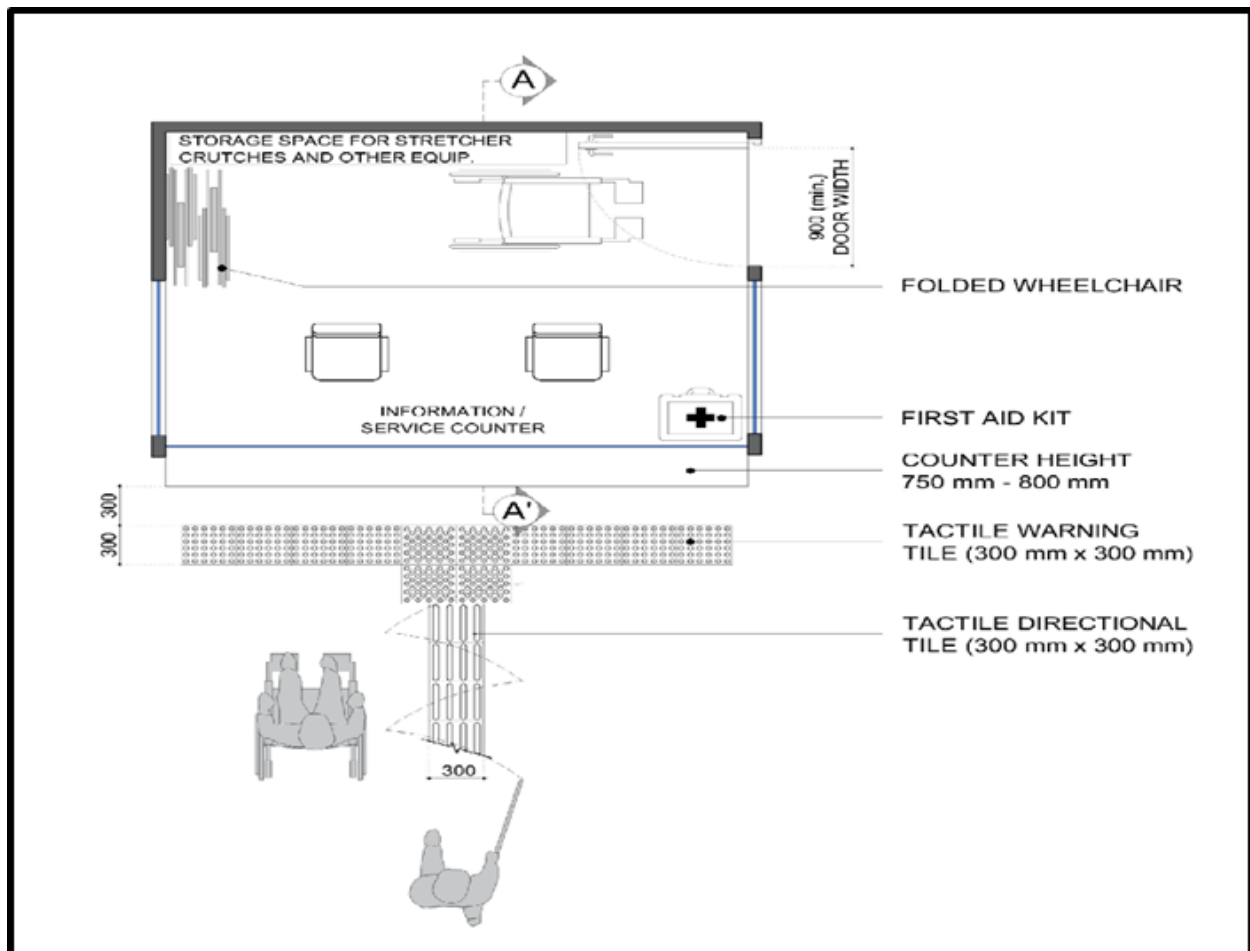 A
STORAGE SPACE FOR STRETCHER
CRUTCHES AND OTHER EQUIP.
900 (min.)
DOOR WIDTH
FOLDED WHEELCHAIR
INFORMATION /
SERVICE COUNTER
FIRST AID KIT
COUNTER HEIGHT
750 mm - 800 mm
300
A'
300
TACTILE WARNING
TILE (300 mm x 300 mm)
TACTILE DIRECTIONAL
TILE (300 mm x 300 mm)
300